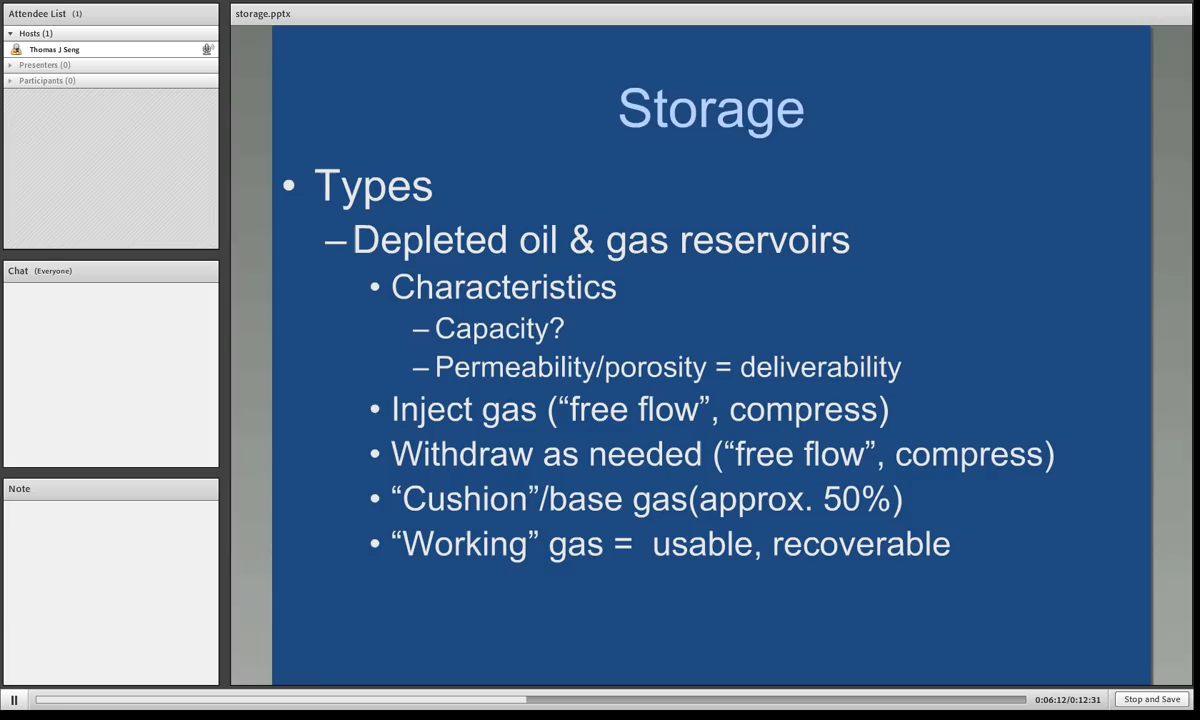 Attendee List (1)
Hosts (1)
Thomas J Seng
Presenters (0)
Participants (0)
Chat (Everyone)
Note
storage.pptx
Storage
• Types
– Depleted oil & gas reservoirs
• Characteristics
– Capacity?
– Permeability/porosity = deliverability
• Inject gas (“free flow”, compress)
• Withdraw as needed (“free flow”, compress)
• “Cushion”/base gas(approx. 50%)
• “Working” gas = usable, recoverable
0:06:12/0:12:31
Stop and Save